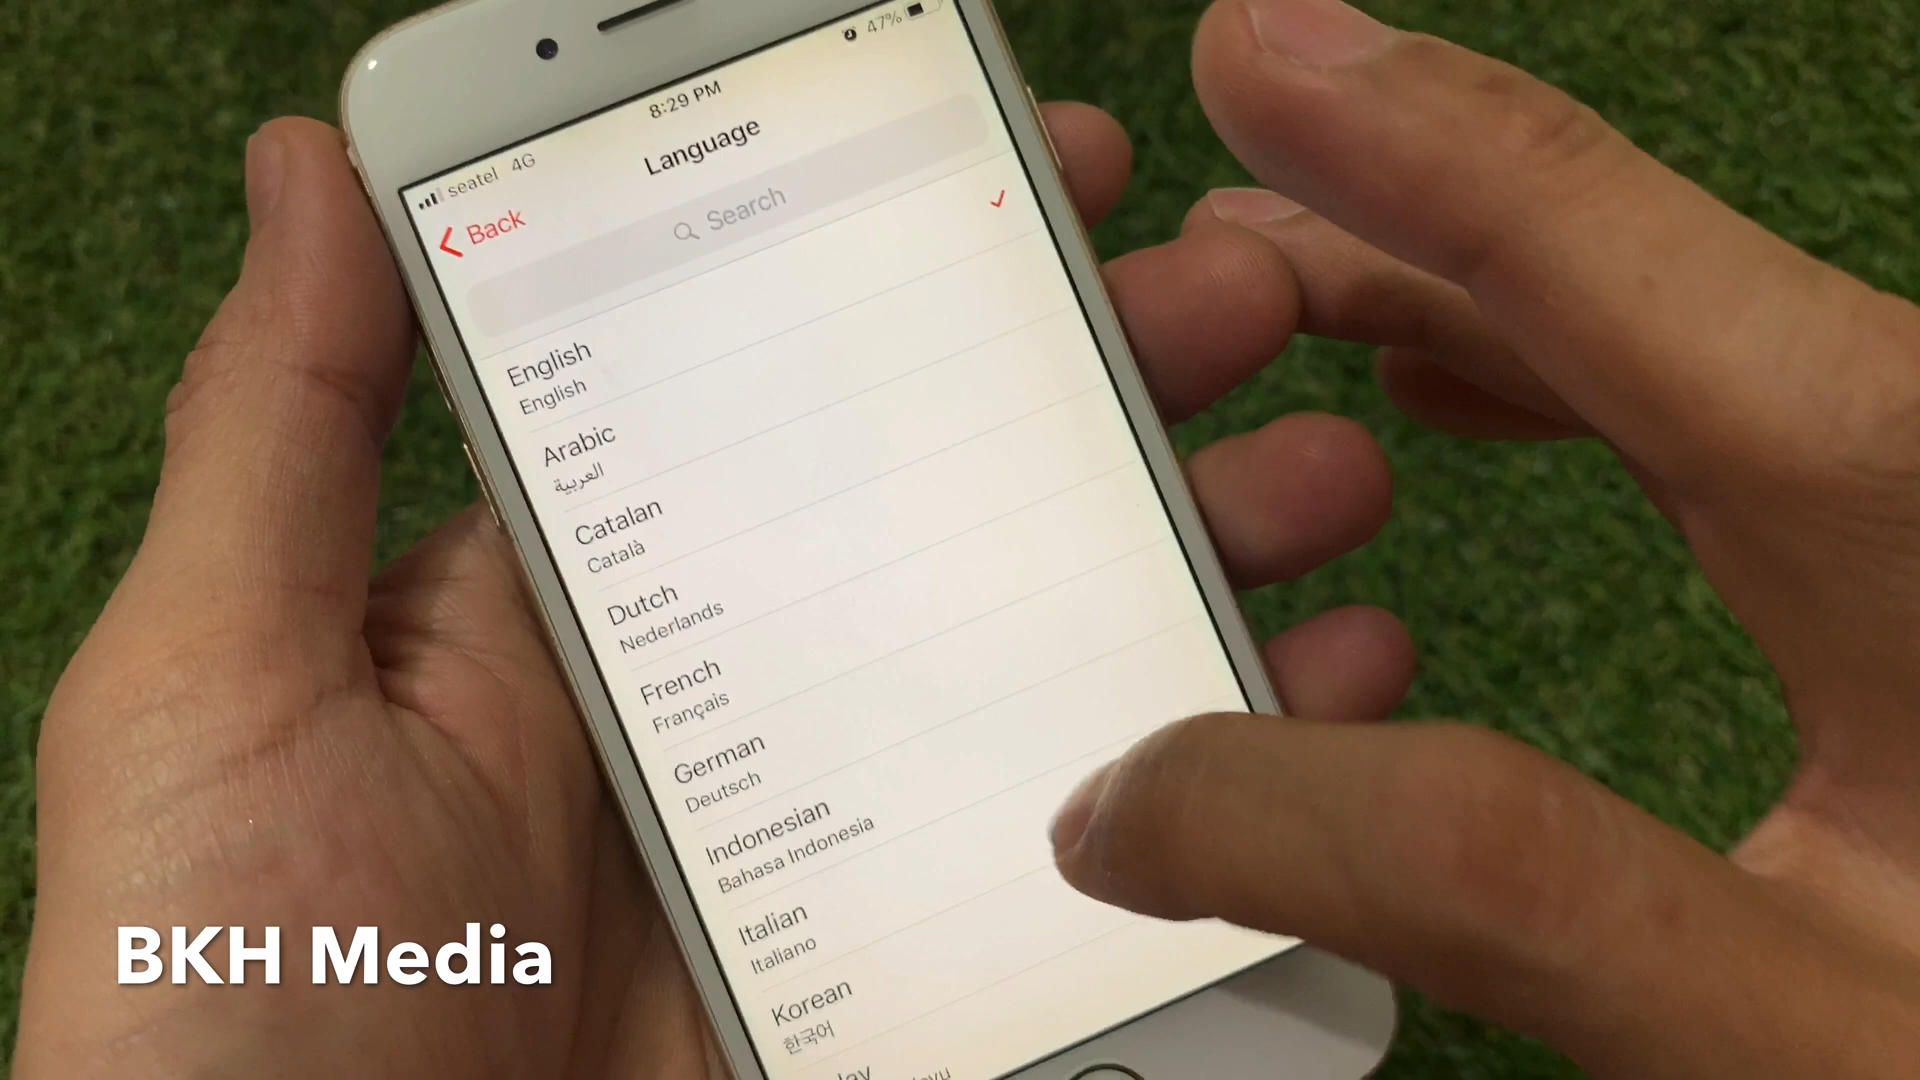 47%
8:29 PM
seatel 4G
Language
Back
Search
English
English
Arabic
العربية
Catalan
Català
Dutch
Nederlands
French
Français
German
Deutsch
Indonesian
Bahasa Indonesia
Italian
Italiano
Korean
한국어
BKH Media